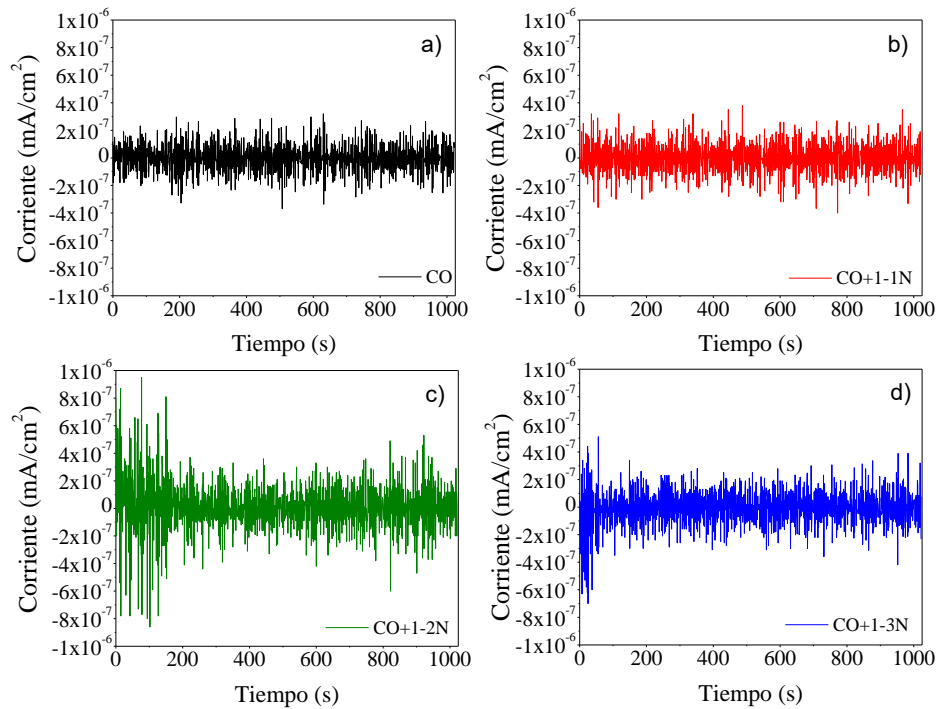 a)
Corriente (mA/cm²)
1x10⁻⁶
8x10⁻⁷
6x10⁻⁷
4x10⁻⁷
2x10⁻⁷
0
-2x10⁻⁷
-4x10⁻⁷
-6x10⁻⁷
-8x10⁻⁷
-1x10⁻⁶
CO
0 200 400 600 800 1000
Tiempo (s)
b)
Corriente (mA/cm²)
1x10⁻⁶
8x10⁻⁷
6x10⁻⁷
4x10⁻⁷
2x10⁻⁷
0
-2x10⁻⁷
-4x10⁻⁷
-6x10⁻⁷
-8x10⁻⁷
-1x10⁻⁶
CO+1-1N
0 200 400 600 800 1000
Tiempo (s)
c)
Corriente (mA/cm²)
1x10⁻⁶
8x10⁻⁷
6x10⁻⁷
4x10⁻⁷
2x10⁻⁷
0
-2x10⁻⁷
-4x10⁻⁷
-6x10⁻⁷
-8x10⁻⁷
-1x10⁻⁶
CO+1-2N
0 200 400 600 800 1000
Tiempo (s)
d)
Corriente (mA/cm²)
1x10⁻⁶
8x10⁻⁷
6x10⁻⁷
4x10⁻⁷
2x10⁻⁷
0
-2x10⁻⁷
-4x10⁻⁷
-6x10⁻⁷
-8x10⁻⁷
-1x10⁻⁶
CO+1-3N
0 200 400 600 800 1000
Tiempo (s)